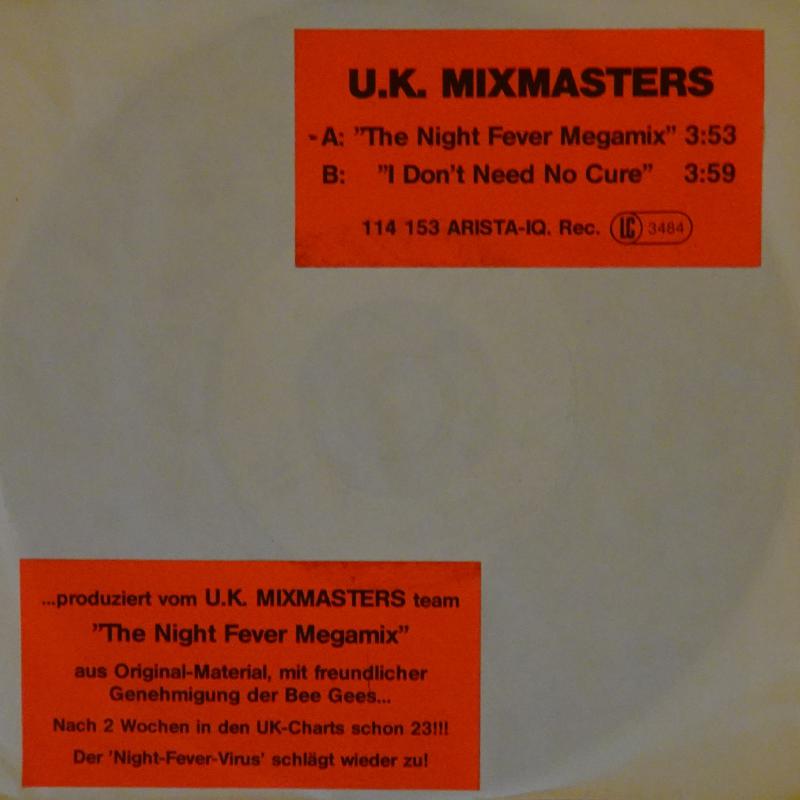 U.K. MIXMASTERS
-A: "The Night Fever Megamix" 3:53
B: "I Don't Need No Cure" 3:59
114 153 ARISTA-IQ. Rec. LC 3484
...produziert vom U.K. MIXMASTERS team
"The Night Fever Megamix"
aus Original-Material, mit freundlicher
Genehmigung der Bee Gees...
Nach 2 Wochen in den UK-Charts schon 23!!!
Der 'Night-Fever-Virus' schlägt wieder zu!